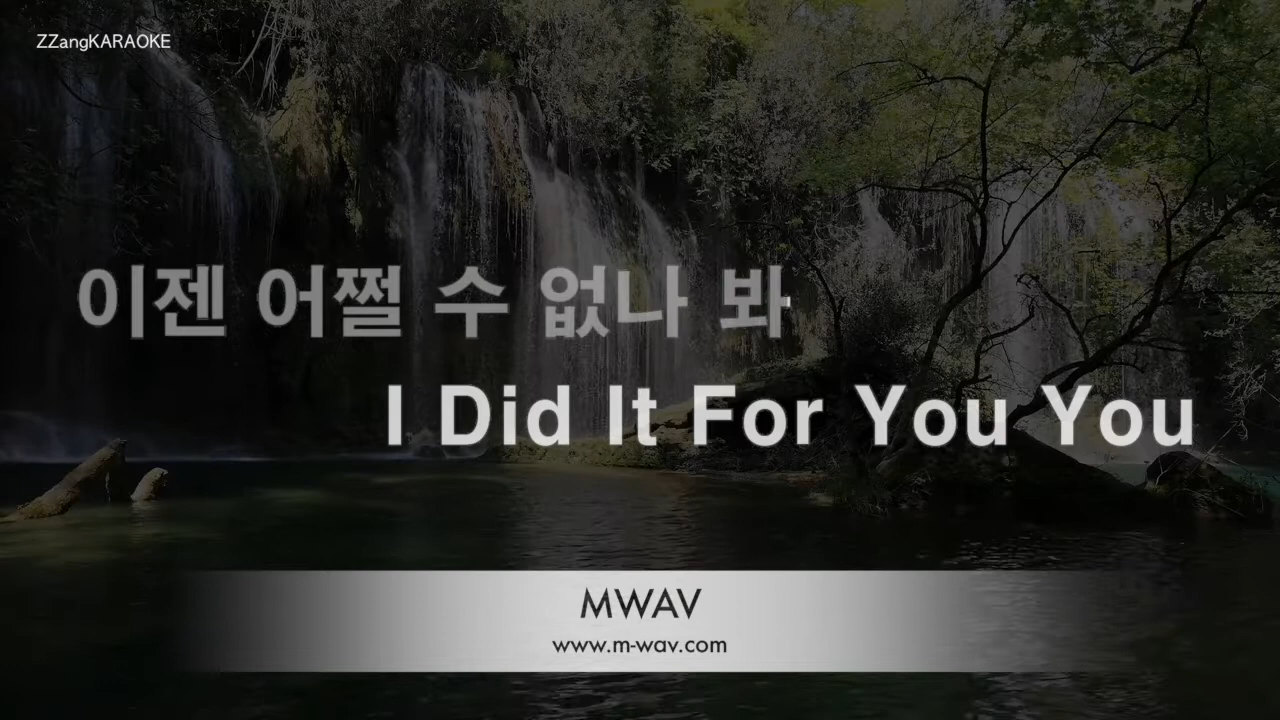 ZZangKARAOKE
이젠 어쩔 수 없나 봐
I Did It For You You
MWAV
www.m-wav.com